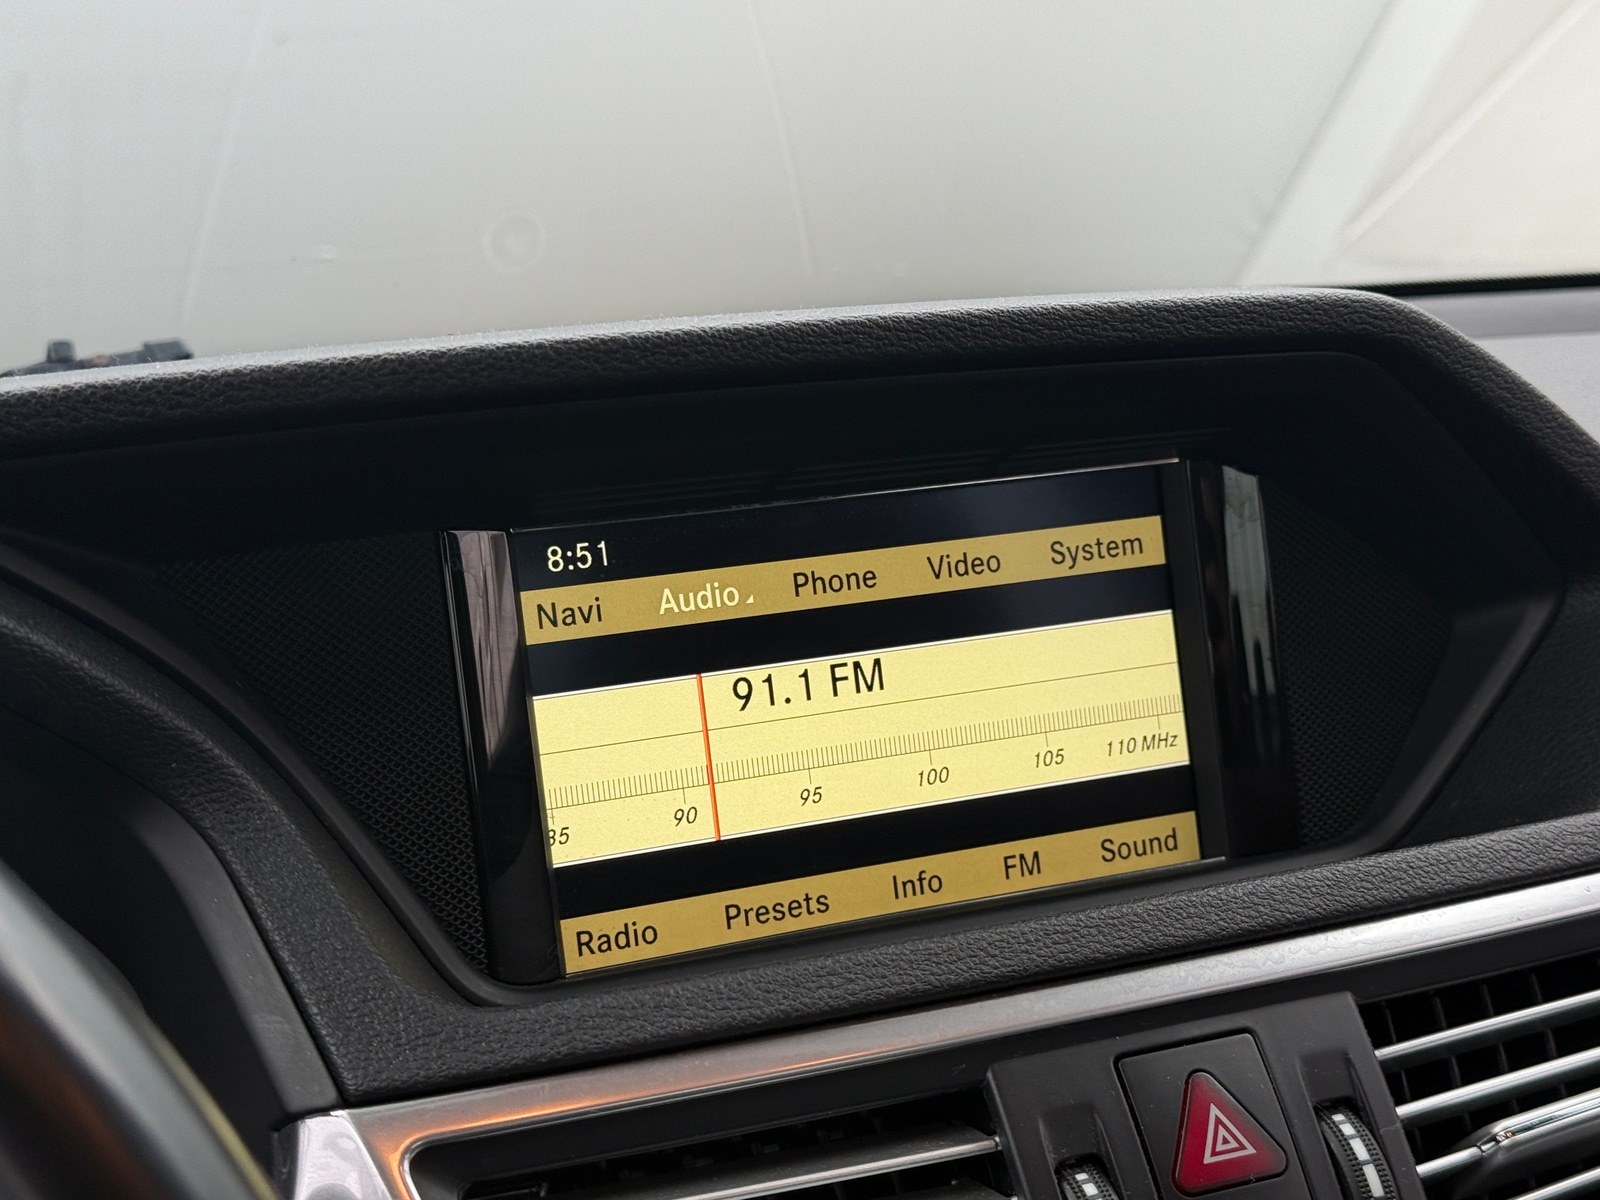 8:51
Navi Audio Phone Video System
91.1 FM
85 90 95 100 105 110 MHz
Radio Presets Info FM Sound